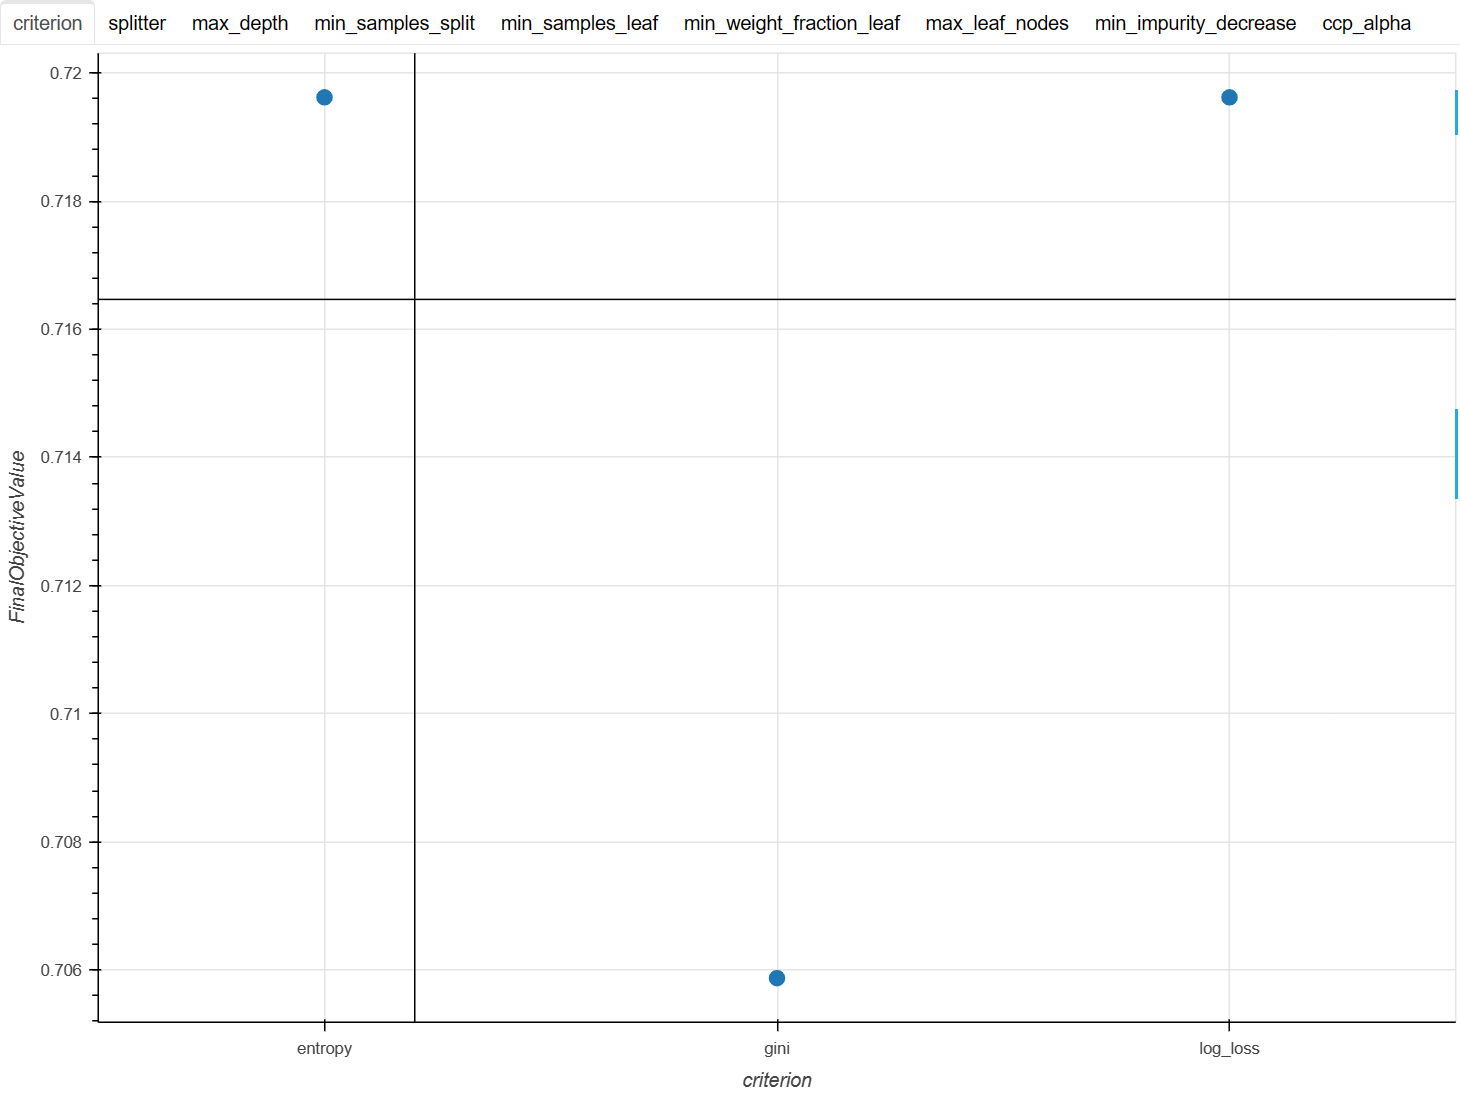 criterion splitter max_depth min_samples_split min_samples_leaf min_weight_fraction_leaf max_leaf_nodes min_impurity_decrease ccp_alpha
0.72
0.718
0.716
0.714
0.712
0.71
0.708
0.706
FinalObjectiveValue
entropy gini log_loss
criterion